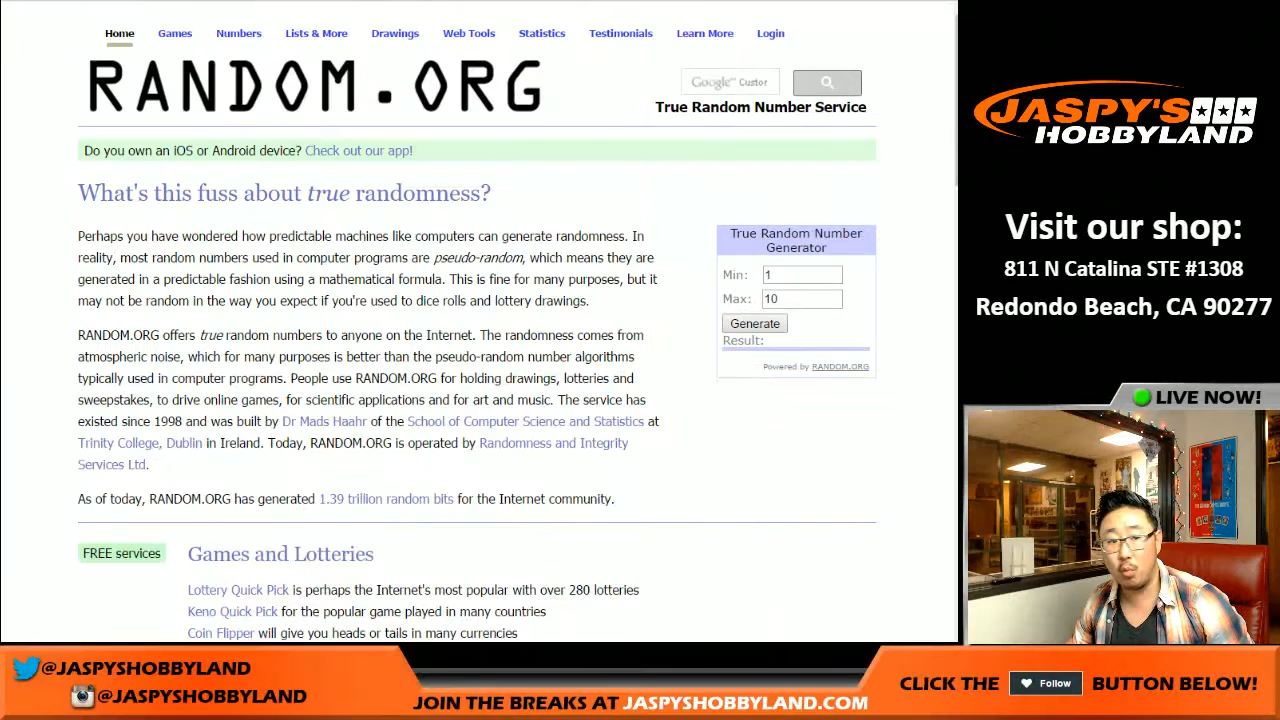 Home Games Numbers Lists & More Drawings Web Tools Statistics Testimonials Learn More Login
RANDOM.ORG
Google™ Custor
True Random Number Service
Do you own an iOS or Android device? Check out our app!
What's this fuss about true randomness?
Perhaps you have wondered how predictable machines like computers can generate randomness. In
reality, most random numbers used in computer programs are pseudo-random, which means they are
generated in a predictable fashion using a mathematical formula. This is fine for many purposes, but it
may not be random in the way you expect if you're used to dice rolls and lottery drawings.
RANDOM.ORG offers true random numbers to anyone on the Internet. The randomness comes from
atmospheric noise, which for many purposes is better than the pseudo-random number algorithms
typically used in computer programs. People use RANDOM.ORG for holding drawings, lotteries and
sweepstakes, to drive online games, for scientific applications and for art and music. The service has
existed since 1998 and was built by Dr Mads Haahr of the School of Computer Science and Statistics at
Trinity College, Dublin in Ireland. Today, RANDOM.ORG is operated by Randomness and Integrity
Services Ltd.
As of today, RANDOM.ORG has generated 1.39 trillion random bits for the Internet community.
True Random Number
Generator
Min: 1
Max: 10
Generate
Result:
Powered by RANDOM.ORG
FREE services
Games and Lotteries
Lottery Quick Pick is perhaps the Internet's most popular with over 280 lotteries
Keno Quick Pick for the popular game played in many countries
Coin Flipper will give you heads or tails in many currencies
JASPY'S
HOBBYLAND
Visit our shop:
811 N Catalina STE #1308
Redondo Beach, CA 90277
LIVE NOW!
@JASPYSHOBBYLAND
@JASPYSHOBBYLAND
JOIN THE BREAKS AT JASPYSHOBBYLAND.COM
CLICK THE Follow BUTTON BELOW!